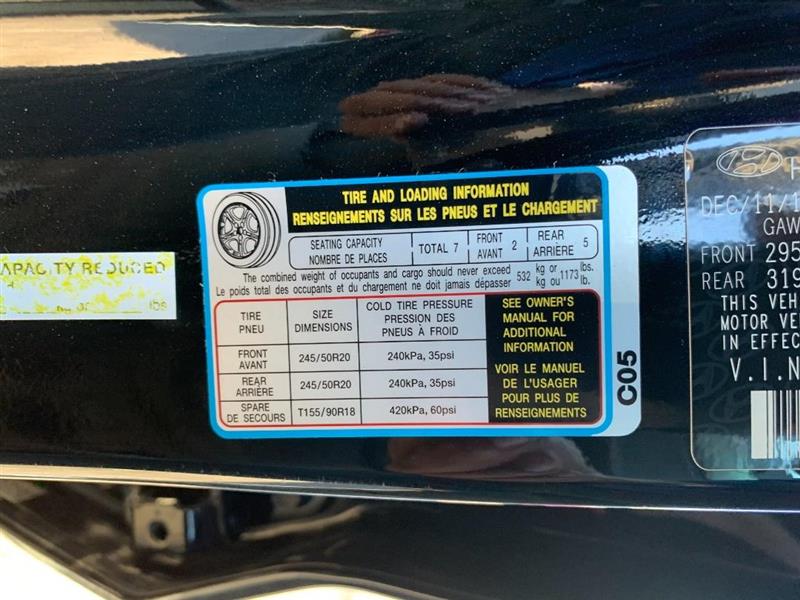 TIRE AND LOADING INFORMATION
RENSEIGNEMENTS SUR LES PNEUS ET LE CHARGEMENT
SEATING CAPACITY
NOMBRE DE PLACES
TOTAL 7
FRONT
AVANT 2
REAR
ARRIÈRE 5
The combined weight of occupants and cargo should never exceed
Le poids total des occupants et du chargement ne doit jamais dépasser
532 kg or 1173 lbs.
kg ou lb.
TIRE
PNEU
SIZE
DIMENSIONS
COLD TIRE PRESSURE
PRESSION DES
PNEUS À FROID
FRONT
AVANT
245/50R20
240kPa, 35psi
REAR
ARRIÈRE
245/50R20
240kPa, 35psi
SPARE
DE SECOURS
T155/90R18
420kPa, 60psi
SEE OWNER'S
MANUAL FOR
ADDITIONAL
INFORMATION
VOIR LE MANUEL
DE L'USAGER
POUR PLUS DE
RENSEIGNEMENTS
C05
APACITY REDUCED
lbs
DEC/11/1
GAW
FRONT 295
REAR 319
THIS VEH
MOTOR VE
IN EFFEC
V.I.N